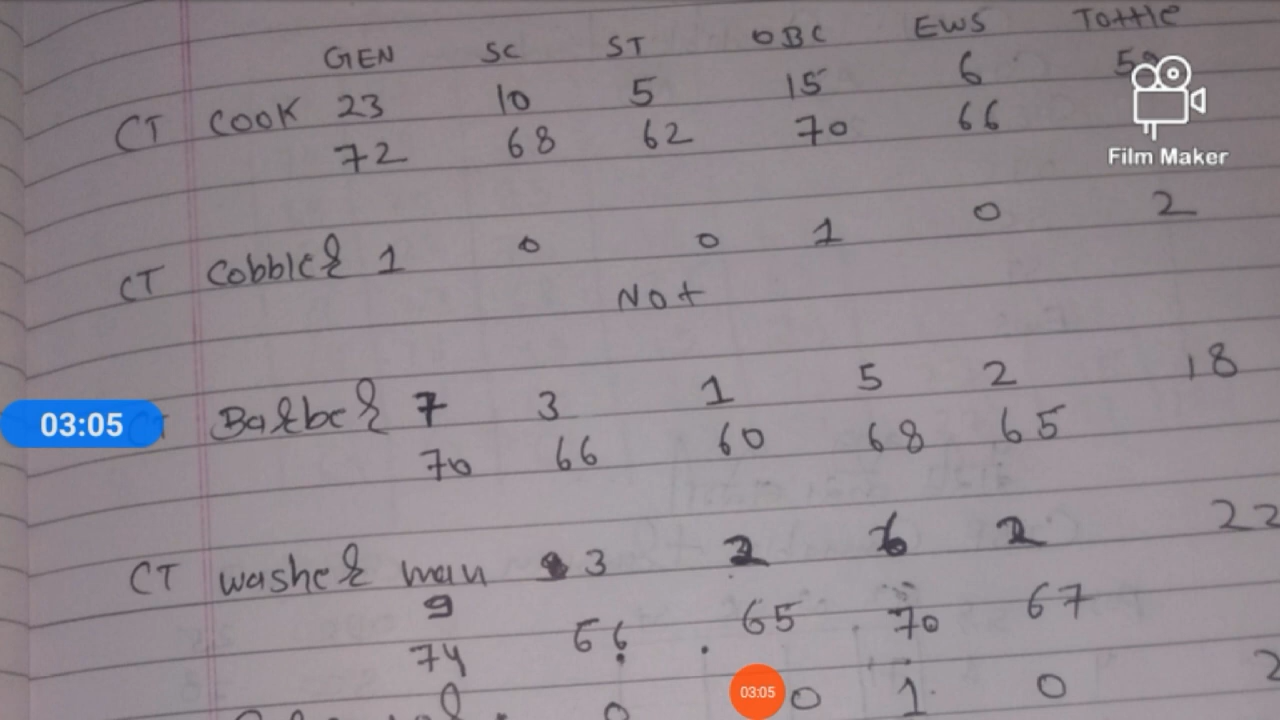 GEN SC ST OBC EWS Tottle
CT COOK 23 10 5 15 6
72 68 62 70 66
Film Maker
CT Cobbler 1 0 0 1 0 2
Not
CT Barber 7 3 1 5 2 18
70 66 60 68 65
03:05
CT washer man 3 2 6 2 22
9
74 66 65 70 67
03:05
0 0 1 0 2